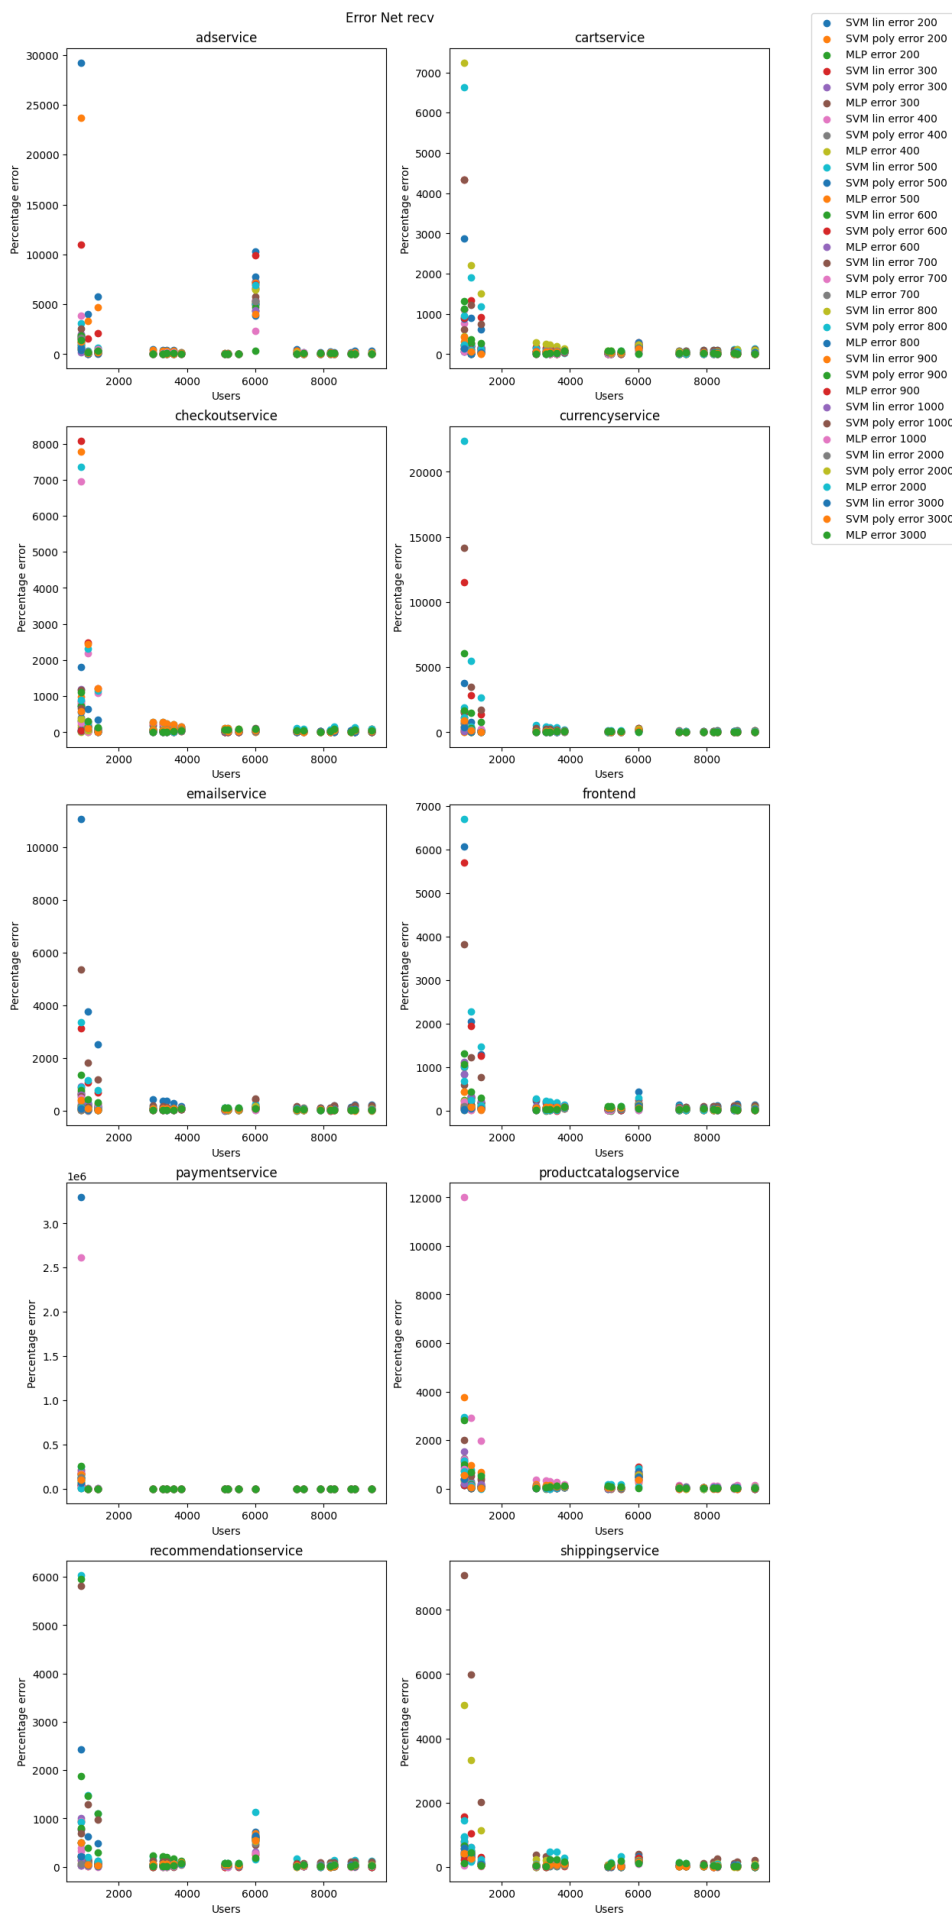 Error Net recv
adservice
30000
25000
20000
15000
10000
5000
0
Percentage error
2000 4000 6000 8000
Users
cartservice
7000
6000
5000
4000
3000
2000
1000
0
Percentage error
2000 4000 6000 8000
Users
SVM lin error 200
SVM poly error 200
MLP error 200
SVM lin error 300
SVM poly error 300
MLP error 300
SVM lin error 400
SVM poly error 400
MLP error 400
SVM lin error 500
SVM poly error 500
MLP error 500
SVM lin error 600
SVM poly error 600
MLP error 600
SVM lin error 700
SVM poly error 700
MLP error 700
SVM lin error 800
SVM poly error 800
MLP error 800
SVM lin error 900
SVM poly error 900
MLP error 900
SVM lin error 1000
SVM poly error 1000
MLP error 1000
SVM lin error 2000
SVM poly error 2000
MLP error 2000
SVM lin error 3000
SVM poly error 3000
MLP error 3000
checkoutservice
8000
7000
6000
5000
4000
3000
2000
1000
0
Percentage error
2000 4000 6000 8000
Users
currencyservice
20000
15000
10000
5000
0
Percentage error
2000 4000 6000 8000
Users
emailservice
10000
8000
6000
4000
2000
0
Percentage error
2000 4000 6000 8000
Users
frontend
7000
6000
5000
4000
3000
2000
1000
0
Percentage error
2000 4000 6000 8000
Users
paymentservice
1e6
3.0
2.5
2.0
1.5
1.0
0.5
0.0
Percentage error
2000 4000 6000 8000
Users
productcatalogservice
12000
10000
8000
6000
4000
2000
0
Percentage error
2000 4000 6000 8000
Users
recommendationservice
6000
5000
4000
3000
2000
1000
0
Percentage error
2000 4000 6000 8000
Users
shippingservice
8000
6000
4000
2000
0
Percentage error
2000 4000 6000 8000
Users